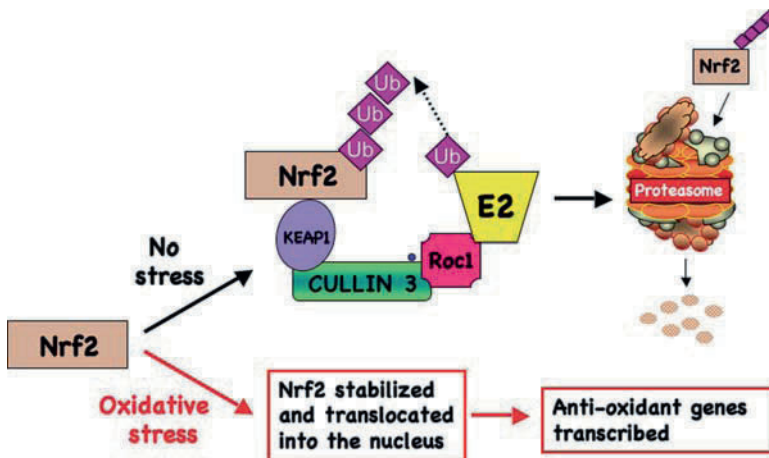 Nrf2
No
stress
Oxidative
stress
Nrf2
KEAP1
CULLIN 3
Roc1
E2
Ub
Ub
Ub
Ub
Nrf2
Proteasome
Nrf2 stabilized
and translocated
into the nucleus
Anti-oxidant genes
transcribed